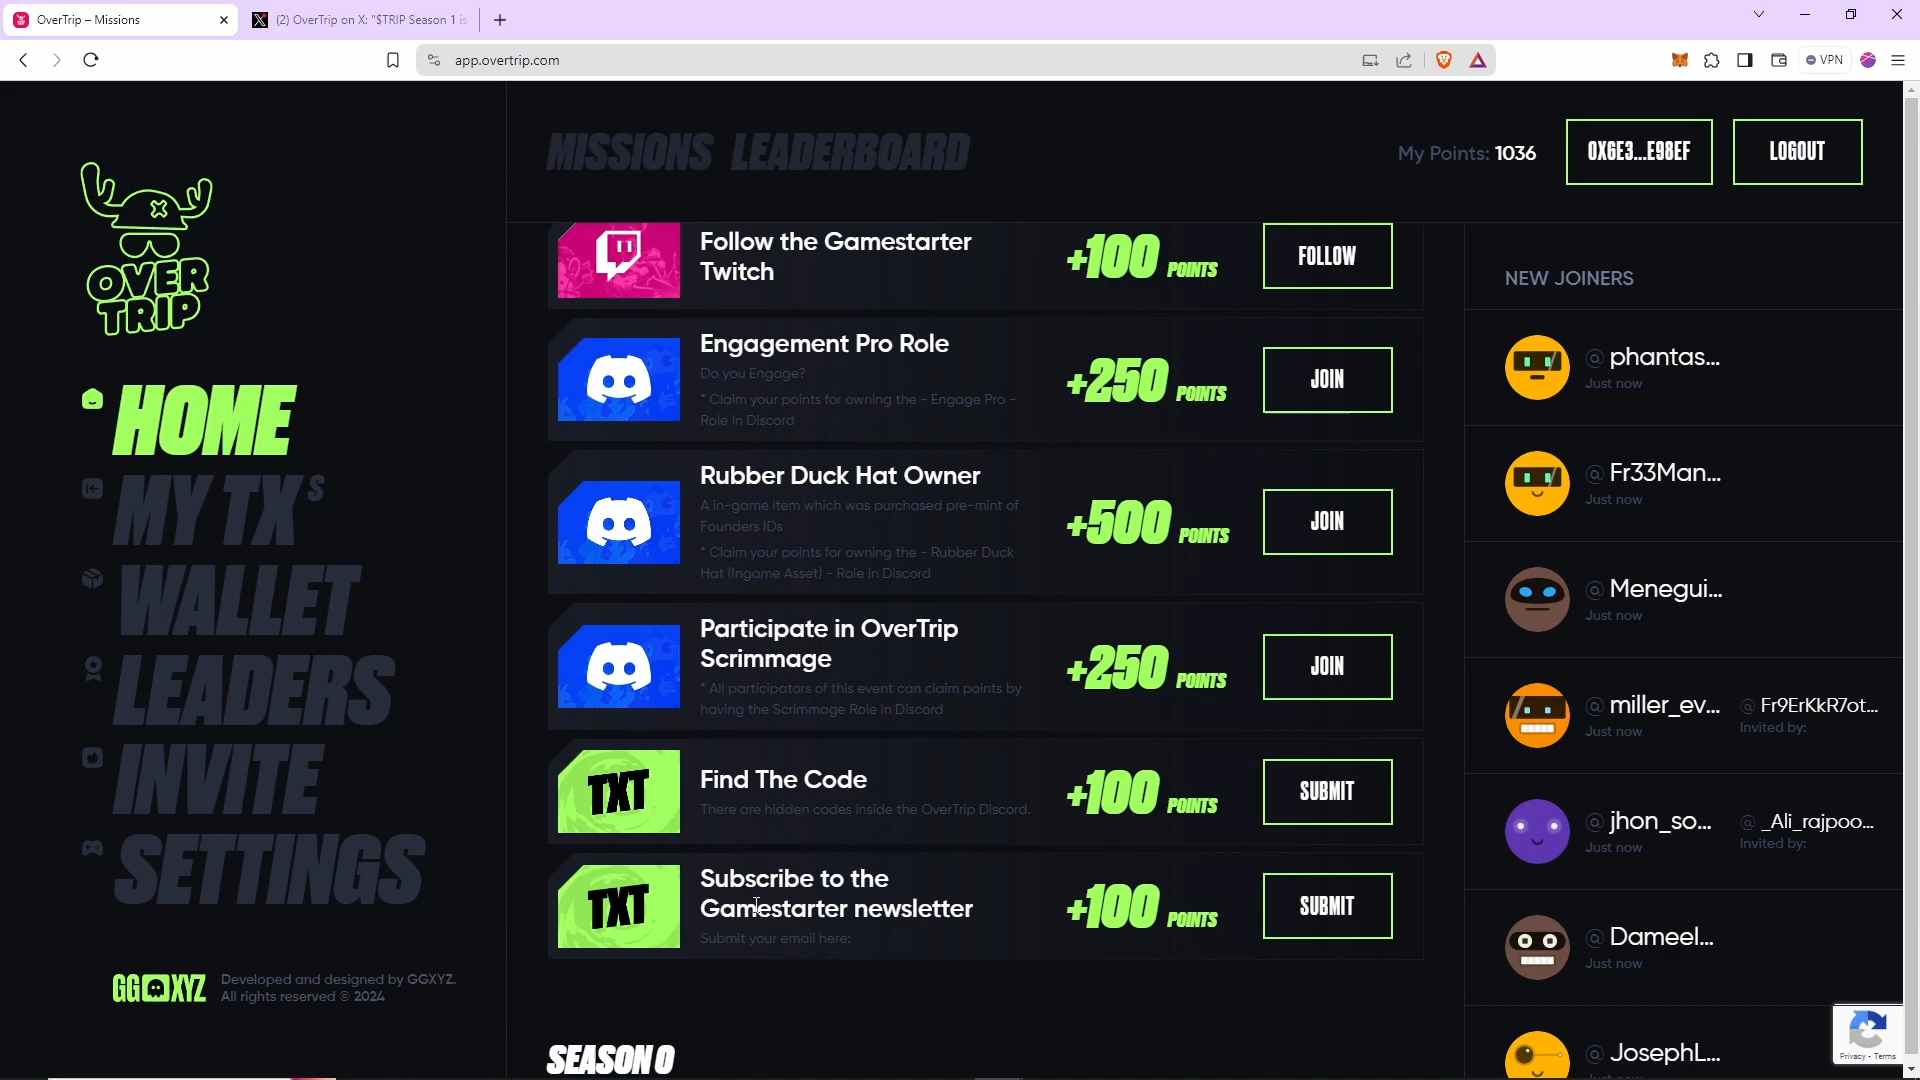 OverTrip – Missions
(2) OverTrip on X: "$TRIP Season 1 is
app.overtrip.com
VPN
OVER
TRIP
MISSIONS LEADERBOARD
My Points: 1036
0X6E3...E98EF
LOGOUT
HOME
MY TX$
WALLET
LEADERS
INVITE
SETTINGS
GGXYZ
Developed and designed by GGXYZ.
All rights reserved © 2024
Follow the Gamestarter
Twitch
+100 POINTS
FOLLOW
Engagement Pro Role
Do you Engage?
* Claim your points for owning the - Engage Pro -
Role in Discord
+250 POINTS
JOIN
Rubber Duck Hat Owner
A in-game item which was purchased pre-mint of
Founders IDs
* Claim your points for owning the - Rubber Duck
Hat (Ingame Asset) - Role in Discord
+500 POINTS
JOIN
Participate in OverTrip
Scrimmage
* All participators of this event can claim points by
having the Scrimmage Role in Discord
+250 POINTS
JOIN
TXT
Find The Code
There are hidden codes inside the OverTrip Discord.
+100 POINTS
SUBMIT
TXT
Subscribe to the
Gamestarter newsletter
Submit your email here:
+100 POINTS
SUBMIT
SEASON 0
NEW JOINERS
@ phantas...
Just now
@ Fr33Man...
Just now
@ Menegui...
Just now
@ miller_ev...
Just now
@ Fr9ErKkR7ot...
Invited by:
@ jhon_so...
Just now
@ _Ali_rajpoo...
Invited by:
@ Dameel...
Just now
@ JosephL...
Privacy - Terms